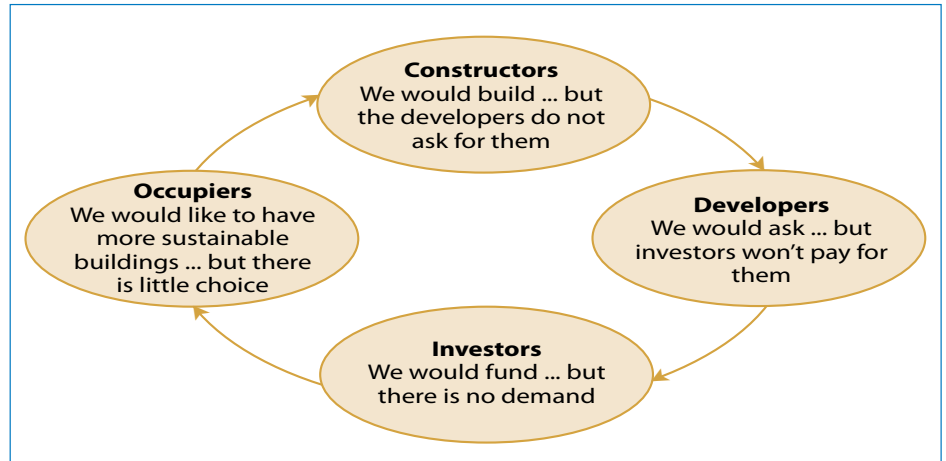 Constructors
We would build ... but
the developers do not
ask for them
Occupiers
We would like to have
more sustainable
buildings ... but there
is little choice
Developers
We would ask ... but
investors won't pay for
them
Investors
We would fund ... but
there is no demand